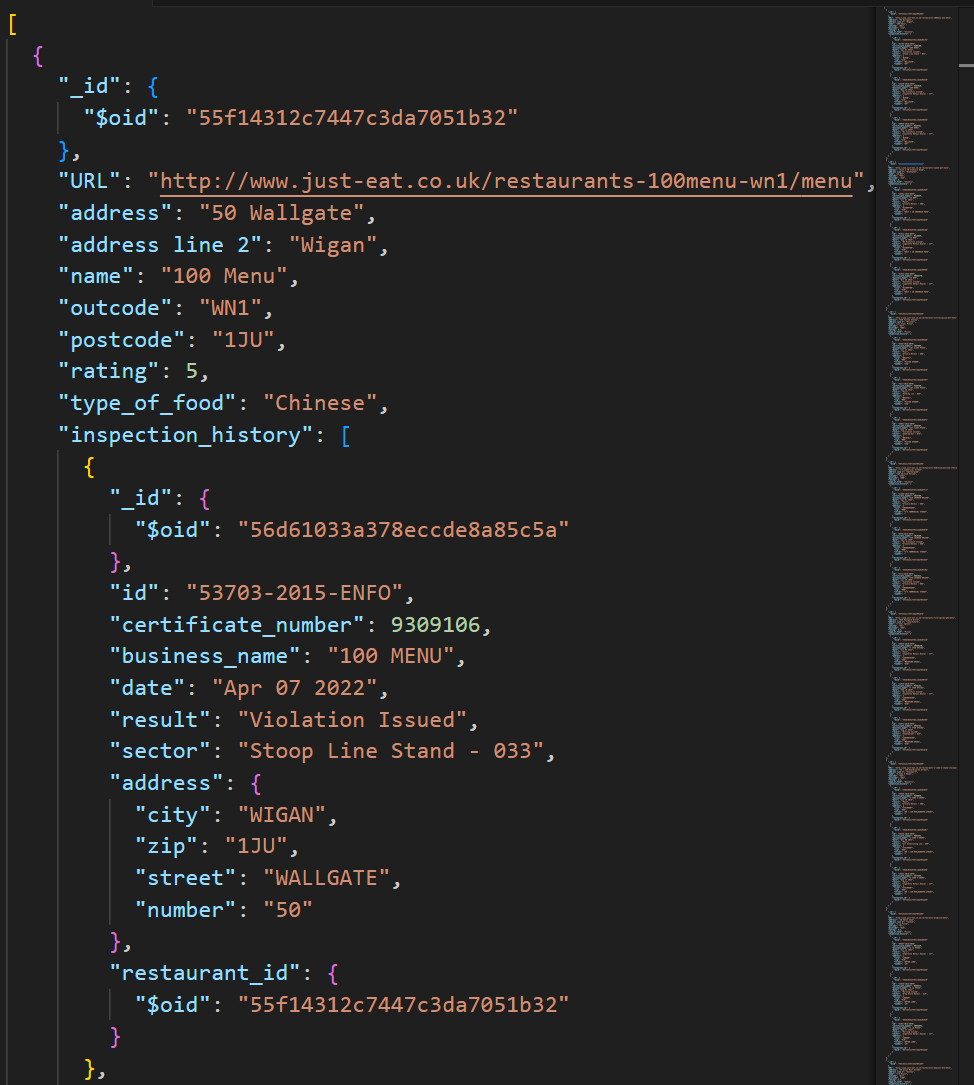 [
  {
    "_id": {
      "$oid": "55f14312c7447c3da7051b32"
    },
    "URL": "http://www.just-eat.co.uk/restaurants-100menu-wn1/menu",
    "address": "50 Wallgate",
    "address line 2": "Wigan",
    "name": "100 Menu",
    "outcode": "WN1",
    "postcode": "1JU",
    "rating": 5,
    "type_of_food": "Chinese",
    "inspection_history": [
      {
        "_id": {
          "$oid": "56d61033a378eccde8a85c5a"
        },
        "id": "53703-2015-ENFO",
        "certificate_number": 9309106,
        "business_name": "100 MENU",
        "date": "Apr 07 2022",
        "result": "Violation Issued",
        "sector": "Stoop Line Stand - 033",
        "address": {
          "city": "WIGAN",
          "zip": "1JU",
          "street": "WALLGATE",
          "number": "50"
        },
        "restaurant_id": {
          "$oid": "55f14312c7447c3da7051b32"
        }
      },